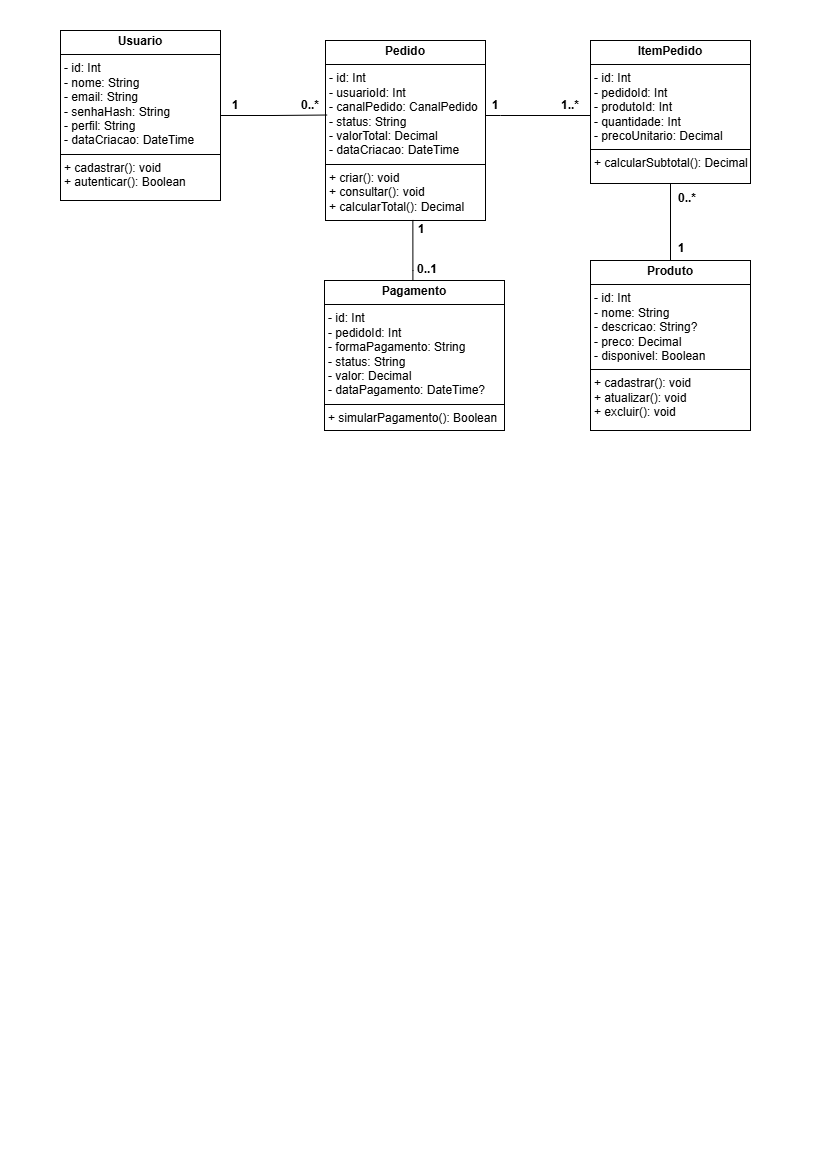 Usuario
- id: Int
- nome: String
- email: String
- senhaHash: String
- perfil: String
- dataCriacao: DateTime
+ cadastrar(): void
+ autenticar(): Boolean
1
0..*
Pedido
- id: Int
- usuarioId: Int
- canalPedido: CanalPedido
- status: String
- valorTotal: Decimal
- dataCriacao: DateTime
+ criar(): void
+ consultar(): void
+ calcularTotal(): Decimal
1
1..*
ItemPedido
- id: Int
- pedidoId: Int
- produtoId: Int
- quantidade: Int
- precoUnitario: Decimal
+ calcularSubtotal(): Decimal
1
0..1
Pagamento
- id: Int
- pedidoId: Int
- formaPagamento: String
- status: String
- valor: Decimal
- dataPagamento: DateTime?
+ simularPagamento(): Boolean
0..*
1
Produto
- id: Int
- nome: String
- descricao: String?
- preco: Decimal
- disponivel: Boolean
+ cadastrar(): void
+ atualizar(): void
+ excluir(): void